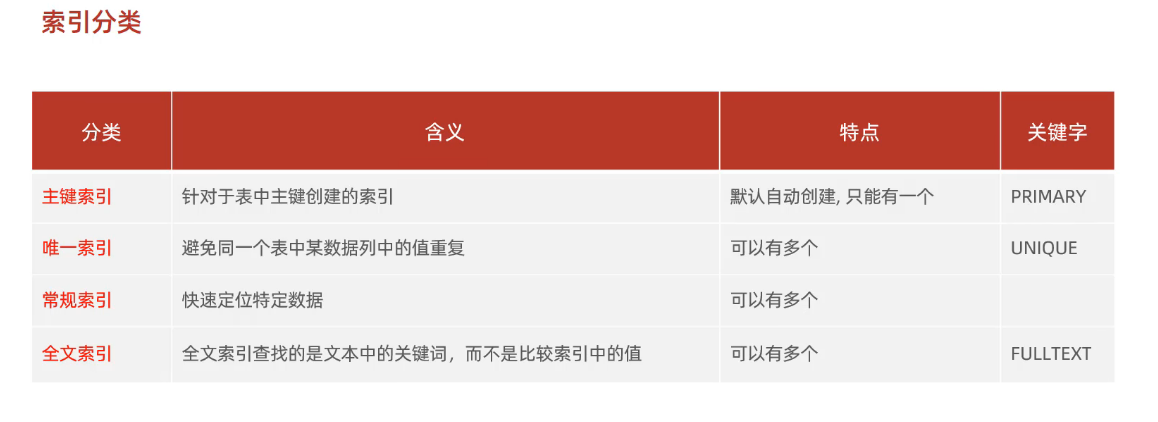 索引分类
分类 含义 特点 关键字
主键索引 针对于表中主键创建的索引 默认自动创建, 只能有一个 PRIMARY
唯一索引 避免同一个表中某数据列中的值重复 可以有多个 UNIQUE
常规索引 快速定位特定数据 可以有多个
全文索引 全文索引查找的是文本中的关键词，而不是比较索引中的值 可以有多个 FULLTEXT